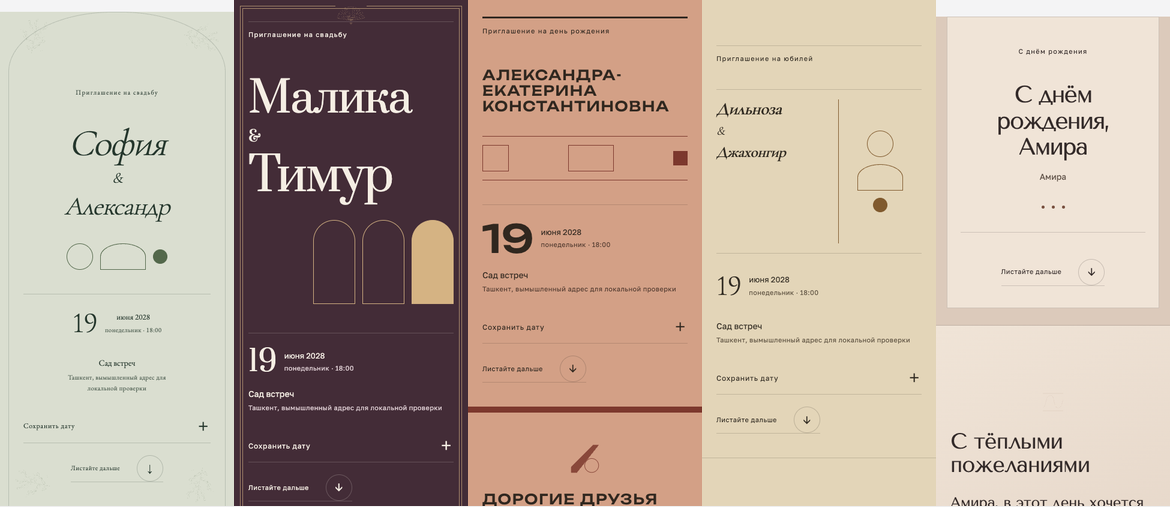 Приглашение на свадьбу
София
&
Александр
19
июня 2028
понедельник · 18:00
Сад встреч
Ташкент, вымышленный адрес для
локальной проверки
Сохранить дату
+
Листайте дальше
↓
Приглашение на свадьбу
Малика
&
Тимур
19
июня 2028
понедельник · 18:00
Сад встреч
Ташкент, вымышленный адрес для локальной проверки
Сохранить дату
+
Листайте дальше
↓
Приглашение на день рождения
АЛЕКСАНДРА-
ЕКАТЕРИНА
КОНСТАНТИНОВНА
19
июня 2028
понедельник · 18:00
Сад встреч
Ташкент, вымышленный адрес для локальной проверки
Сохранить дату
+
Листайте дальше
↓
ДОРОГИЕ ДРУЗЬЯ
Приглашение на юбилей
Дильноза
&
Джахонгир
19
июня 2028
понедельник · 18:00
Сад встреч
Ташкент, вымышленный адрес для локальной проверки
Сохранить дату
+
Листайте дальше
↓
С днём рождения
С днём
рождения,
Амира
Амира
Листайте дальше
↓
С тёплыми
пожеланиями
Амира, в этот день хочется